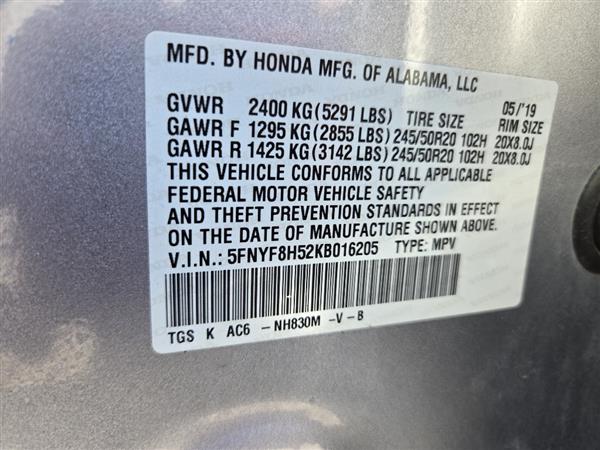 MFD. BY HONDA MFG. OF ALABAMA, LLC
05/'19
GVWR 2400 KG(5291 LBS) TIRE SIZE RIM SIZE
GAWR F 1295 KG(2855 LBS) 245/50R20 102H 20X8.0J
GAWR R 1425 KG(3142 LBS) 245/50R20 102H 20X8.0J
THIS VEHICLE CONFORMS TO ALL APPLICABLE
FEDERAL MOTOR VEHICLE SAFETY
AND THEFT PREVENTION STANDARDS IN EFFECT
ON THE DATE OF MANUFACTURE SHOWN ABOVE.
V.I.N.: 5FNYF8H52KB016205 TYPE: MPV
TGS K AC6 -NH830M -V-B